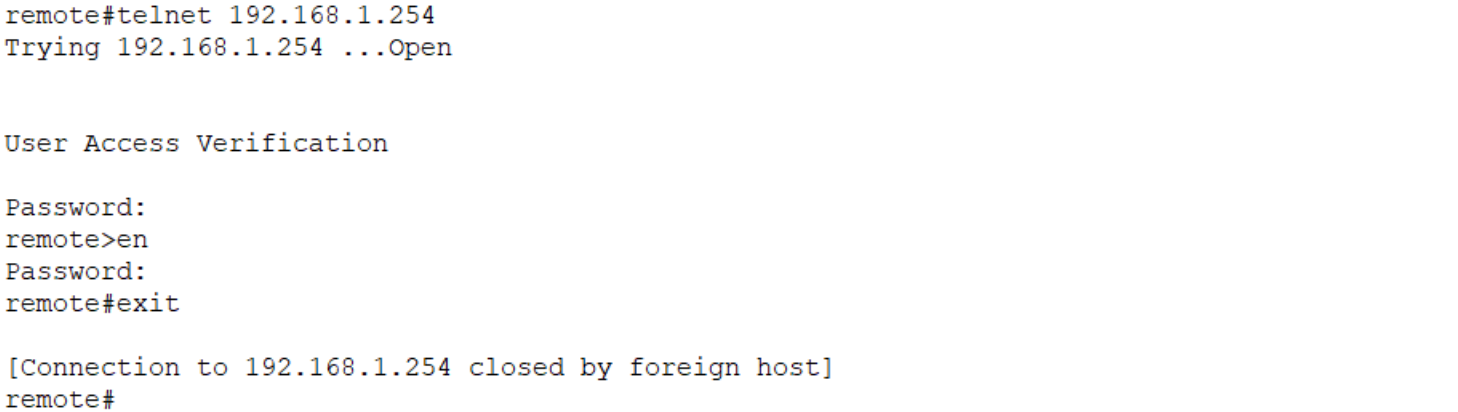 remote#telnet 192.168.1.254
Trying 192.168.1.254 ...Open
User Access Verification
Password:
remote>en
Password:
remote#exit
[Connection to 192.168.1.254 closed by foreign host]
remote#